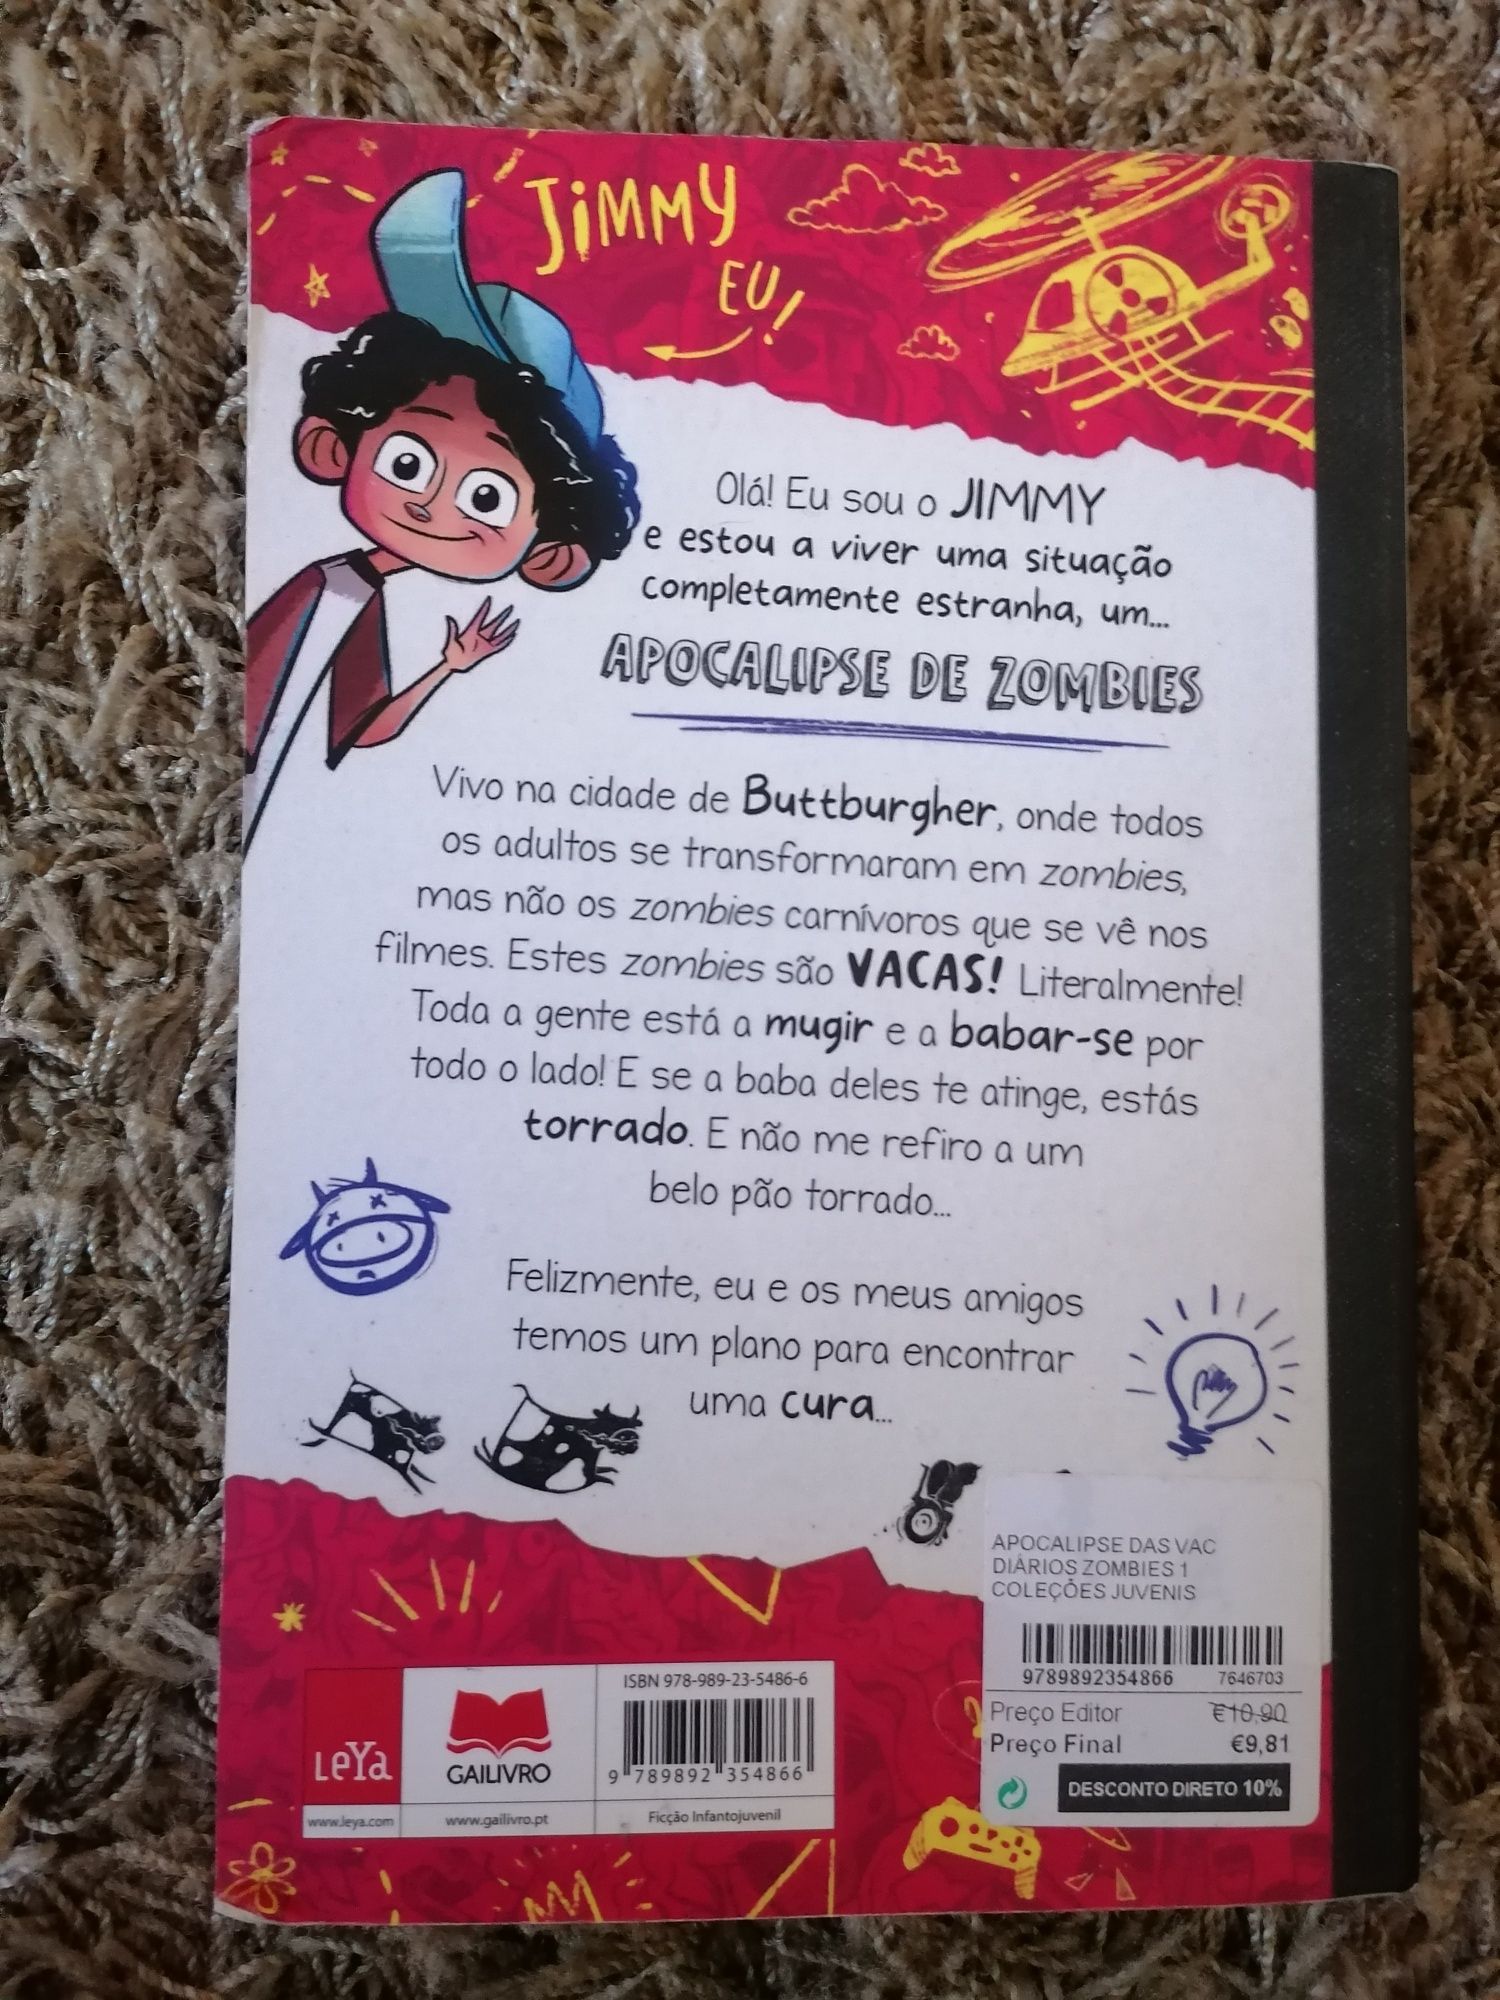 JIMMY
EU!
Olá! Eu sou o JIMMY
e estou a viver uma situação
completamente estranha, um...
APOCALIPSE DE ZOMBIES
Vivo na cidade de Buttburgher, onde todos
os adultos se transformaram em zombies,
mas não os zombies carnívoros que se vê nos
filmes. Estes zombies são VACAS! Literalmente!
Toda a gente está a mugir e a babar-se por
todo o lado! E se a baba deles te atinge, estás
torrado. E não me refiro a um
belo pão torrado...
Felizmente, eu e os meus amigos
temos um plano para encontrar
uma cura...
APOCALIPSE DAS VAC
DIÁRIOS ZOMBIES 1
COLEÇÕES JUVENIS
9789892354866 7646703
Preço Editor €10,90
Preço Final €9,81
DESCONTO DIRETO 10%
LEYA
www.leya.com
GAILIVRO
www.gailivro.pt
ISBN 978-989-23-5486-6
9 789892 354866
Ficção Infantojuvenil